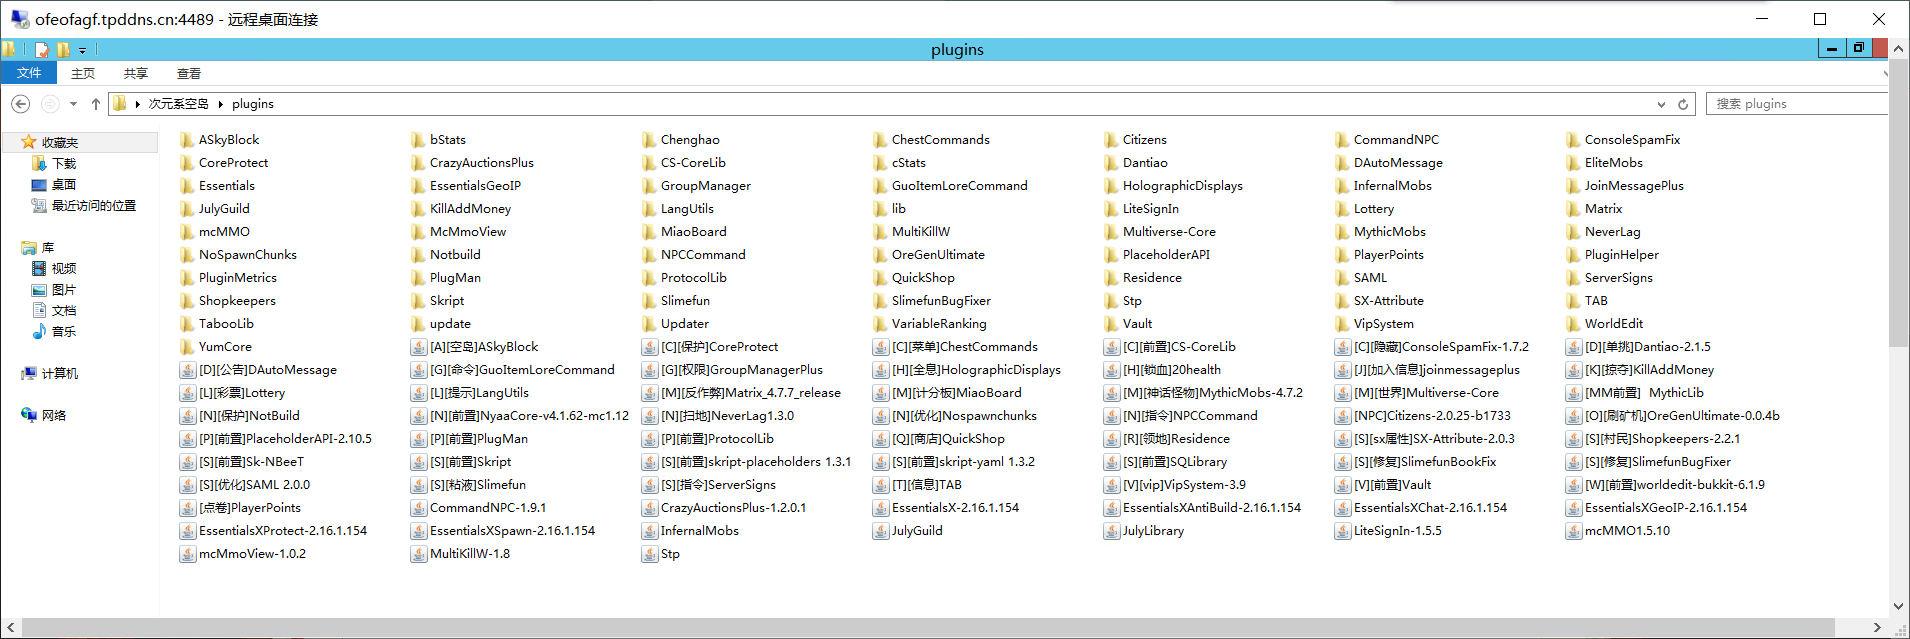 ofeofagf.tpddns.cn:4489 - 远程桌面连接
plugins
文件 主页 共享 查看
次元系空岛 plugins 搜索 plugins
收藏夹
下载
桌面
最近访问的位置
库
视频
图片
文档
音乐
计算机
网络
ASkyBlock bStats Chenghao ChestCommands Citizens CommandNPC ConsoleSpamFix
CoreProtect CrazyAuctionsPlus CS-CoreLib cStats Dantiao DAutoMessage EliteMobs
Essentials EssentialsGeoIP GroupManager GuoItemLoreCommand HolographicDisplays InfernalMobs JoinMessagePlus
JulyGuild KillAddMoney LangUtils lib LiteSignIn Lottery Matrix
mcMMO McMmoView MiaoBoard MultiKillW Multiverse-Core MythicMobs NeverLag
NoSpawnChunks Notbuild NPCCommand OreGenUltimate PlaceholderAPI PlayerPoints PluginHelper
PluginMetrics PlugMan ProtocolLib QuickShop Residence SAML ServerSigns
Shopkeepers Skript Slimefun SlimefunBugFixer Stp SX-Attribute TAB
TabooLib update Updater VariableRanking Vault VipSystem WorldEdit
YumCore [A][空岛]ASkyBlock [C][保护]CoreProtect [C][菜单]ChestCommands [C][前置]CS-CoreLib [C][隐藏]ConsoleSpamFix-1.7.2 [D][单挑]Dantiao-2.1.5
[D][公告]DAutoMessage [G][命令]GuoItemLoreCommand [G][权限]GroupManagerPlus [H][全息]HolographicDisplays [H][锁血]20health [J][加入信息]joinmessageplus [K][掠夺]KillAddMoney
[L][彩票]Lottery [L][提示]LangUtils [M][反作弊]Matrix_4.7.7_release [M][计分板]MiaoBoard [M][神话怪物]MythicMobs-4.7.2 [M][世界]Multiverse-Core [MM前置] MythicLib
[N][保护]NotBuild [N][前置]NyaaCore-v4.1.62-mc1.12 [N][扫地]NeverLag1.3.0 [N][优化]Nospawnchunks [N][指令]NPCCommand [NPC]Citizens-2.0.25-b1733 [O][刷矿机]OreGenUltimate-0.0.4b
[P][前置]PlaceholderAPI-2.10.5 [P][前置]PlugMan [P][前置]ProtocolLib [Q][商店]QuickShop [R][领地]Residence [S][sx属性]SX-Attribute-2.0.3 [S][村民]Shopkeepers-2.2.1
[S][前置]Sk-NBeeT [S][前置]Skript [S][前置]skript-placeholders 1.3.1 [S][前置]skript-yaml 1.3.2 [S][前置]SQLibrary [S][修复]SlimefunBookFix [S][修复]SlimefunBugFixer
[S][优化]SAML 2.0.0 [S][粘液]Slimefun [S][指令]ServerSigns [T][信息]TAB [V][vip]VipSystem-3.9 [V][前置]Vault [W][前置]worldedit-bukkit-6.1.9
[点卷]PlayerPoints CommandNPC-1.9.1 CrazyAuctionsPlus-1.2.0.1 EssentialsX-2.16.1.154 EssentialsXAntiBuild-2.16.1.154 EssentialsXChat-2.16.1.154 EssentialsXGeoIP-2.16.1.154
EssentialsXProtect-2.16.1.154 EssentialsXSpawn-2.16.1.154 InfernalMobs JulyGuild JulyLibrary LiteSignIn-1.5.5 mcMMO1.5.10
mcMmoView-1.0.2 MultiKillW-1.8 Stp